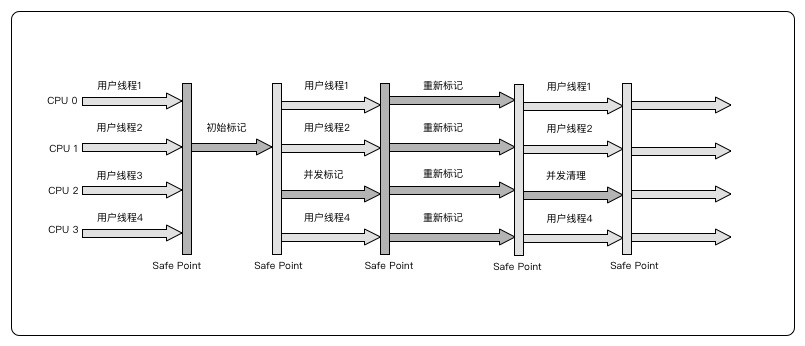 用户线程1
用户线程1
重新标记
用户线程1
CPU 0
用户线程2
初始标记
用户线程2
重新标记
用户线程2
CPU 1
用户线程3
并发标记
重新标记
并发清理
CPU 2
用户线程4
用户线程4
重新标记
用户线程4
CPU 3
Safe Point
Safe Point
Safe Point
Safe Point
Safe Point